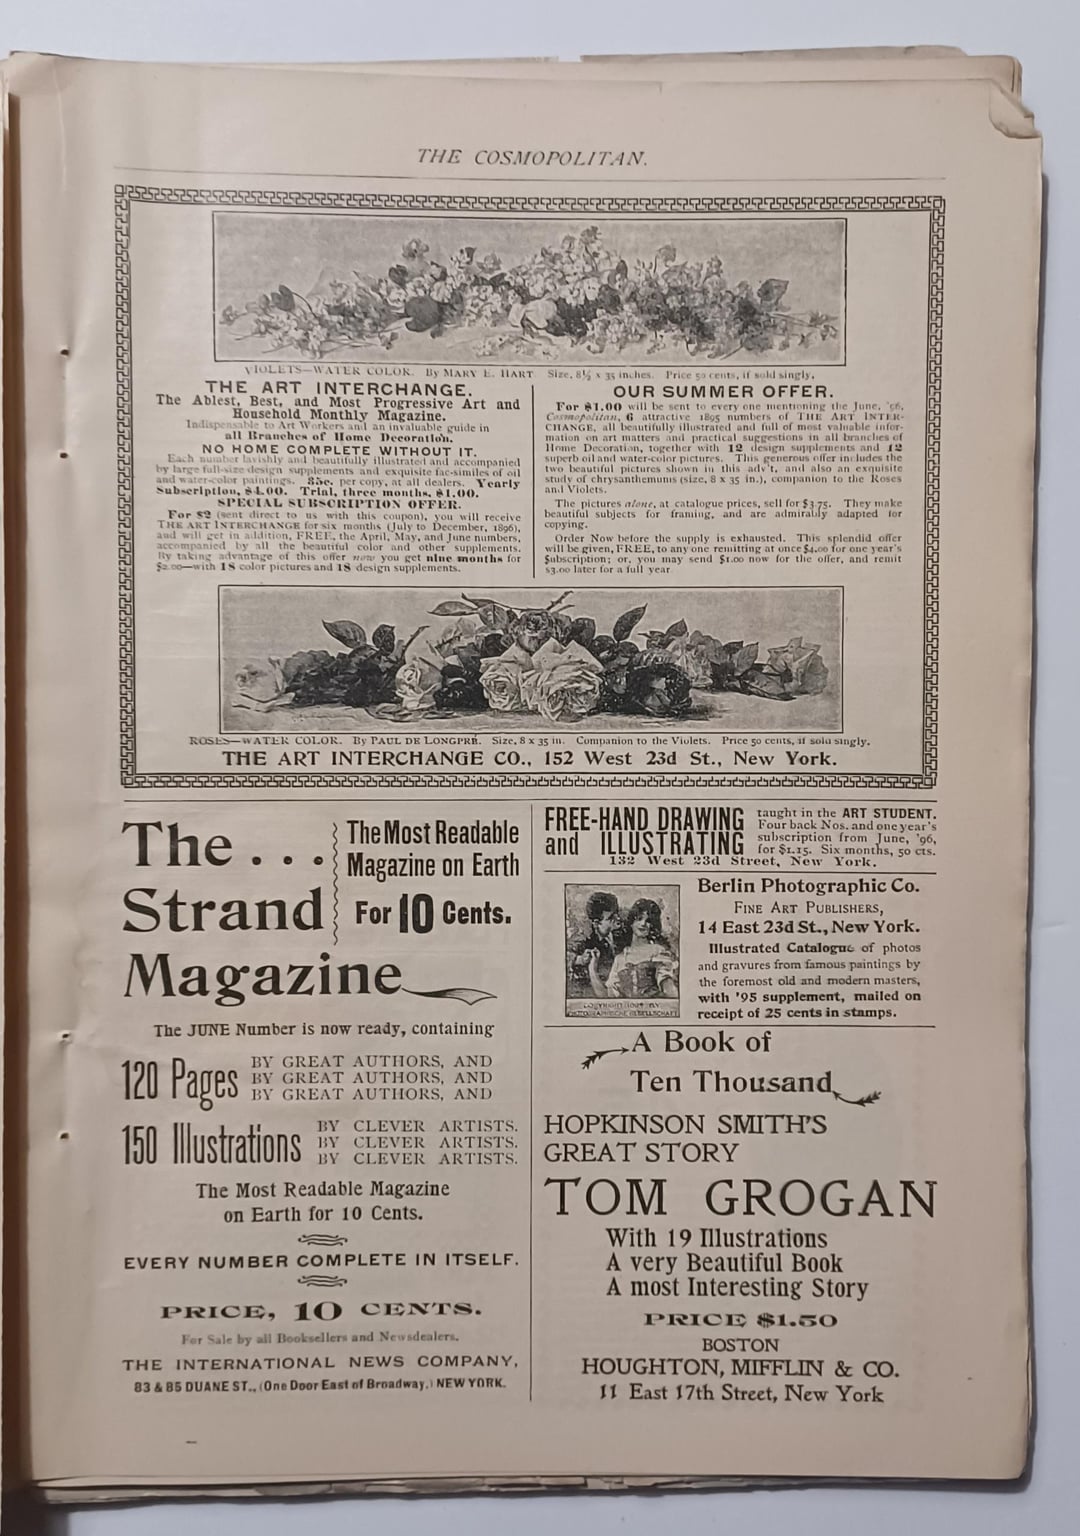 THE COSMOPOLITAN.
VIOLETS—WATER COLOR. By MARY E. HART Size, 8½ x 35 inches. Price 50 cents, if sold singly.
THE ART INTERCHANGE.
The Ablest, Best, and Most Progressive Art and
Household Monthly Magazine.
Indispensable to Art Workers and an invaluable guide in
all Branches of Home Decoration.
NO HOME COMPLETE WITHOUT IT.
Each number lavishly and beautifully illustrated and accompanied
by large full-size design supplements and exquisite fac-similes of oil
and water-color paintings. 35c. per copy, at all dealers. Yearly
Subscription, $4.00. Trial, three months, $1.00.
SPECIAL SUBSCRIPTION OFFER.
For $2 (sent direct to us with this coupon), you will receive
THE ART INTERCHANGE for six months (July to December, 1896),
and will get in addition, FREE, the April, May, and June numbers,
accompanied by all the beautiful color and other supplements.
By taking advantage of this offer now you get nine months for
$2.00—with 18 color pictures and 18 design supplements.
OUR SUMMER OFFER.
For $1.00 will be sent to every one mentioning the June, '96,
Cosmopolitan, 6 attractive 1895 numbers of THE ART INTER-
CHANGE, all beautifully illustrated and full of most valuable infor-
mation on art matters and practical suggestions in all branches of
Home Decoration, together with 12 design supplements and 12
superb oil and water-color pictures. This generous offer includes the
two beautiful pictures shown in this adv't, and also an exquisite
study of chrysanthemums (size, 8 x 35 in.), companion to the Roses
and Violets.
The pictures alone, at catalogue prices, sell for $3.75. They make
beautiful subjects for framing, and are admirably adapted for
copying.
Order Now before the supply is exhausted. This splendid offer
will be given, FREE, to any one remitting at once $4.00 for one year's
subscription; or, you may send $1.00 now for the offer, and remit
$3.00 later for a full year
ROSES—WATER COLOR. By PAUL DE LONGPRÉ. Size, 8 x 35 in. Companion to the Violets. Price 50 cents, if sold singly.
THE ART INTERCHANGE CO., 152 West 23d St., New York.
The . . .
Strand
Magazine
The Most Readable
Magazine on Earth
For 10 Cents.
The JUNE Number is now ready, containing
120 Pages
BY GREAT AUTHORS, AND
BY GREAT AUTHORS, AND
BY GREAT AUTHORS, AND
150 Illustrations
BY CLEVER ARTISTS.
BY CLEVER ARTISTS.
BY CLEVER ARTISTS.
The Most Readable Magazine
on Earth for 10 Cents.
EVERY NUMBER COMPLETE IN ITSELF.
PRICE, 10 CENTS.
For Sale by all Booksellers and Newsdealers.
THE INTERNATIONAL NEWS COMPANY,
83 & 85 DUANE ST., (One Door East of Broadway,) NEW YORK.
FREE-HAND DRAWING
and ILLUSTRATING
taught in the ART STUDENT.
Four back Nos. and one year's
subscription from June, '96,
for $1.15. Six months, 50 cts.
132 West 23d Street, New York.
Berlin Photographic Co.
FINE ART PUBLISHERS,
14 East 23d St., New York.
Illustrated Catalogue of photos
and gravures from famous paintings by
the foremost old and modern masters,
with '95 supplement, mailed on
receipt of 25 cents in stamps.
COPYRIGHT BY
PHOTOGRAPHISCHE GESELLSCHAFT
A Book of
Ten Thousand
HOPKINSON SMITH'S
GREAT STORY
TOM GROGAN
With 19 Illustrations
A very Beautiful Book
A most Interesting Story
PRICE $1.50
BOSTON
HOUGHTON, MIFFLIN & CO.
11 East 17th Street, New York